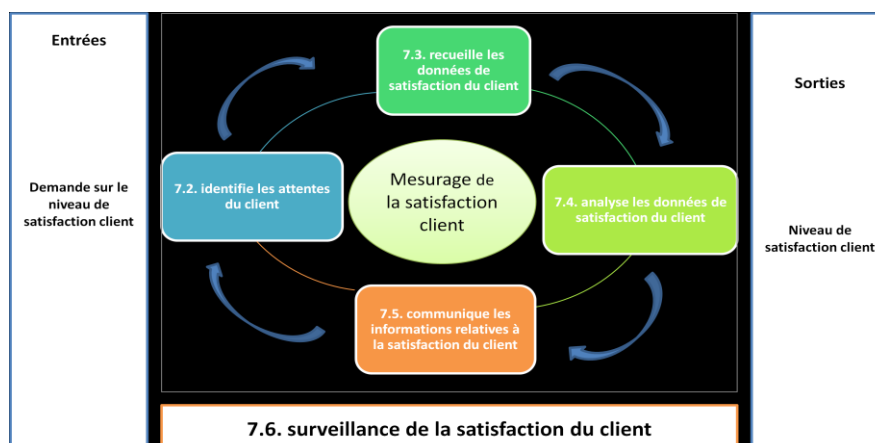 Entrées
Demande sur le
niveau de
satisfaction client
7.3. recueille les
données de
satisfaction du client
7.2. identifie les attentes
du client
Mesurage de
la satisfaction
client
7.4. analyse les données de
satisfaction du client
7.5. communique les
informations relatives à
la satisfaction du client
Sorties
Niveau de
satisfaction client
7.6. surveillance de la satisfaction du client